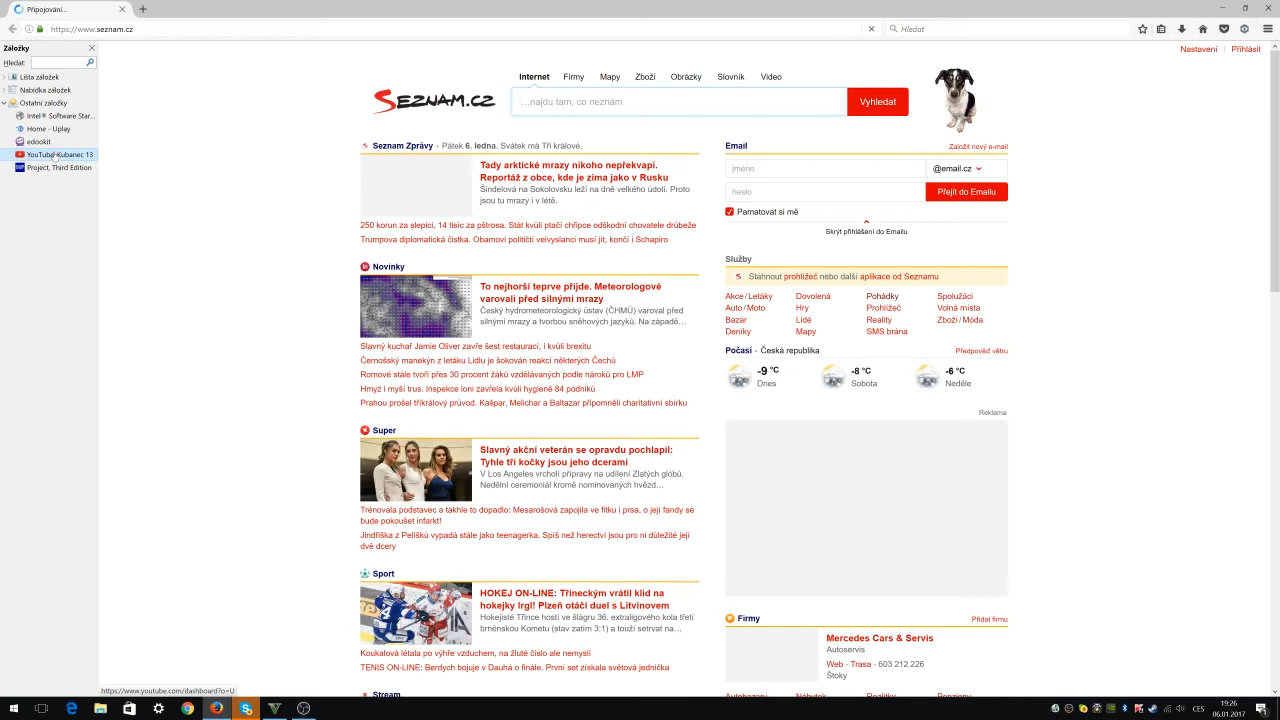 https://www.seznam.cz
Hledat
Záložky
Hledat:
Lišta záložek
Nabídka záložek
Ostatní záložky
Intel® Software Star...
Home - Uplay
edookit
YouTube Kubanec 13
Project, Third Edition
Nastavení
Přihlásit
Internet
Firmy
Mapy
Zboží
Obrázky
Slovník
Video
SEZNAM.CZ
...najdu tam, co neznám
Vyhledat
Seznam Zprávy - Pátek 6. ledna. Svátek má Tři králové.
Tady arktické mrazy nikoho nepřekvapí.
Reportáž z obce, kde je zima jako v Rusku
Šindelová na Sokolovsku leží na dně velkého údolí. Proto
jsou tu mrazy i v létě.
250 korun za slepici, 14 tisíc za pštrosa. Stát kvůli ptačí chřipce odškodní chovatele drůbeže
Trumpova diplomatická čistka. Obamovi političtí velvyslanci musí jít, končí i Schapiro
Novinky
To nejhorší teprve přijde. Meteorologové
varovali před silnými mrazy
Český hydrometeorologický ústav (ČHMÚ) varoval před
silnými mrazy a tvorbou sněhových jazyků. Na západě...
Slavný kuchař Jamie Oliver zavře šest restaurací, i kvůli brexitu
Černošský manekýn z letáku Lidlu je šokován reakcí některých Čechů
Romové stále tvoří přes 30 procent žáků vzdělávaných podle nároků pro LMP
Hmyz i myší trus. Inspekce loni zavřela kvůli hygieně 84 podniků
Prahou prošel tříkrálový průvod. Kašpar, Melichar a Baltazar připomněli charitativní sbírku
Super
Slavný akční veterán se opravdu pochlapil:
Tyhle tři kočky jsou jeho dcerami
V Los Angeles vrcholí přípravy na udílení Zlatých glóbů.
Nedělní ceremoniál kromě nominovaných hvězd...
Trénovala podstavec a takhle to dopadlo: Mesarošová zapojila ve fitku i prsa, o její fandy se
bude pokoušet infarkt!
Jindřiška z Pelíšků vypadá stále jako teenagerka. Spíš než herectví jsou pro ni důležité její
dvě dcery
Sport
HOKEJ ON-LINE: Třineckým vrátil klid na
hokejky Irgl! Plzeň otáčí duel s Litvínovem
Hokejisté Třince hostí ve šlágru 36. extraligového kola třetí
brněnskou Kometu (stav zatím 3:1) a touží setrvat na...
Koukalová létala po výhře vzduchem, na žluté číslo ale nemyslí
TENIS ON-LINE: Berdych bojuje v Dauhá o finále. První set získala světová jednička
Stream
Email
Založit nový e-mail
jméno
@email.cz
heslo
Přejít do Emailu
Pamatovat si mě
Skrýt přihlášení do Emailu
Služby
Stáhnout prohlížeč nebo další aplikace od Seznamu
Akce / Letáky
Dovolená
Pohádky
Spolužáci
Auto / Moto
Hry
Prohlížeč
Volná místa
Bazar
Lidé
Reality
Zboží / Móda
Deníky
Mapy
SMS brána
Počasí - Česká republika
Předpověď větru
-9 °C
Dnes
-8 °C
Sobota
-6 °C
Neděle
Reklama
Firmy
Přidat firmu
Mercedes Cars & Servis
Autoservis
Web - Trasa - 603 212 226
Štoky
Autobazary
Nábytek
Realitky
Penziony
https://www.youtube.com/dashboard?o=U
CES
19:26
06.01.2017